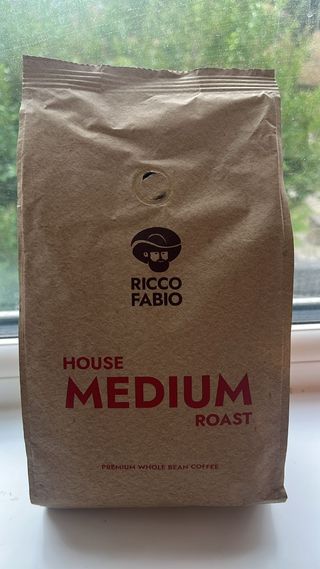 RICCO
FABIO
HOUSE
MEDIUM
ROAST
PREMIUM WHOLE BEAN COFFEE